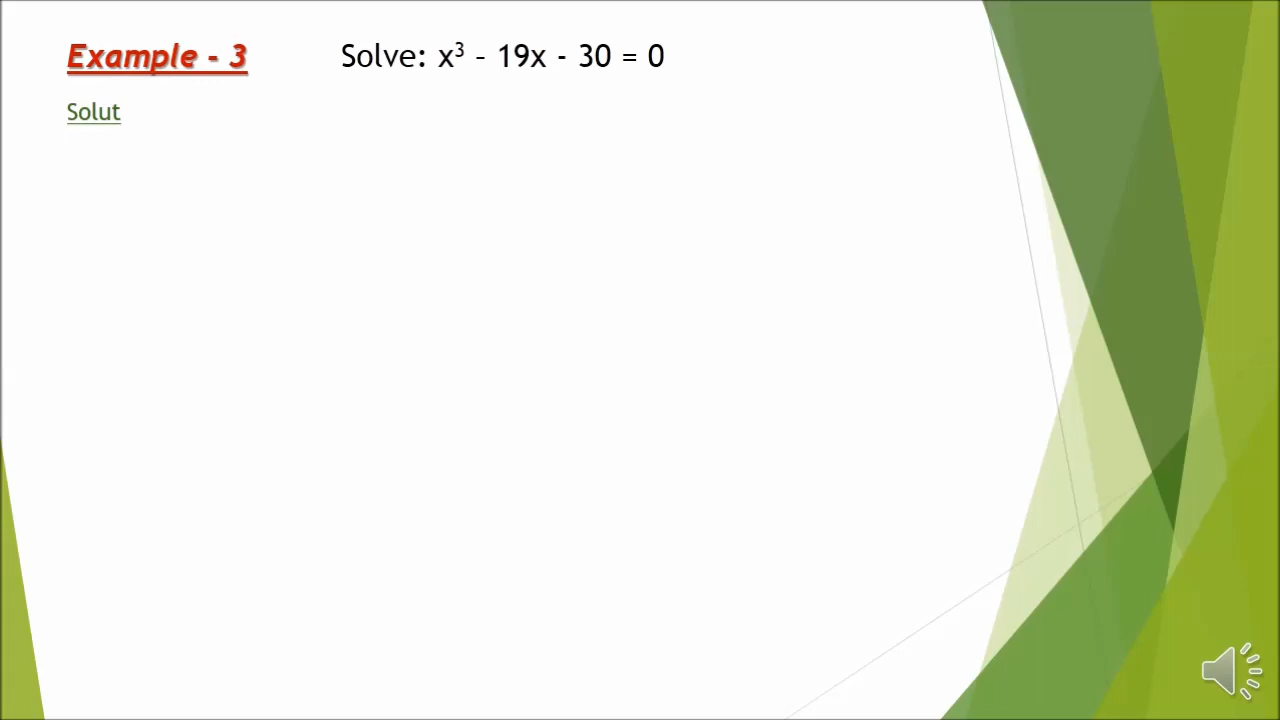 Example - 3 Solve: x³ – 19x - 30 = 0
Solut